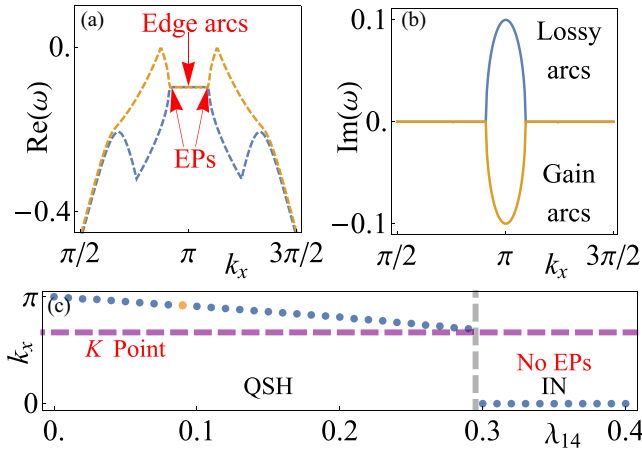 (a)
Edge arcs
EPs
Re(ω)
0.
−0.4
π/2
π
k_x
3π/2
(b)
Lossy
arcs
Gain
arcs
Im(ω)
0.1
0.
−0.1
π/2
π
k_x
3π/2
(c)
K Point
No EPs
QSH
IN
k_x
π
0
0.
0.1
0.2
0.3
λ_14
0.4